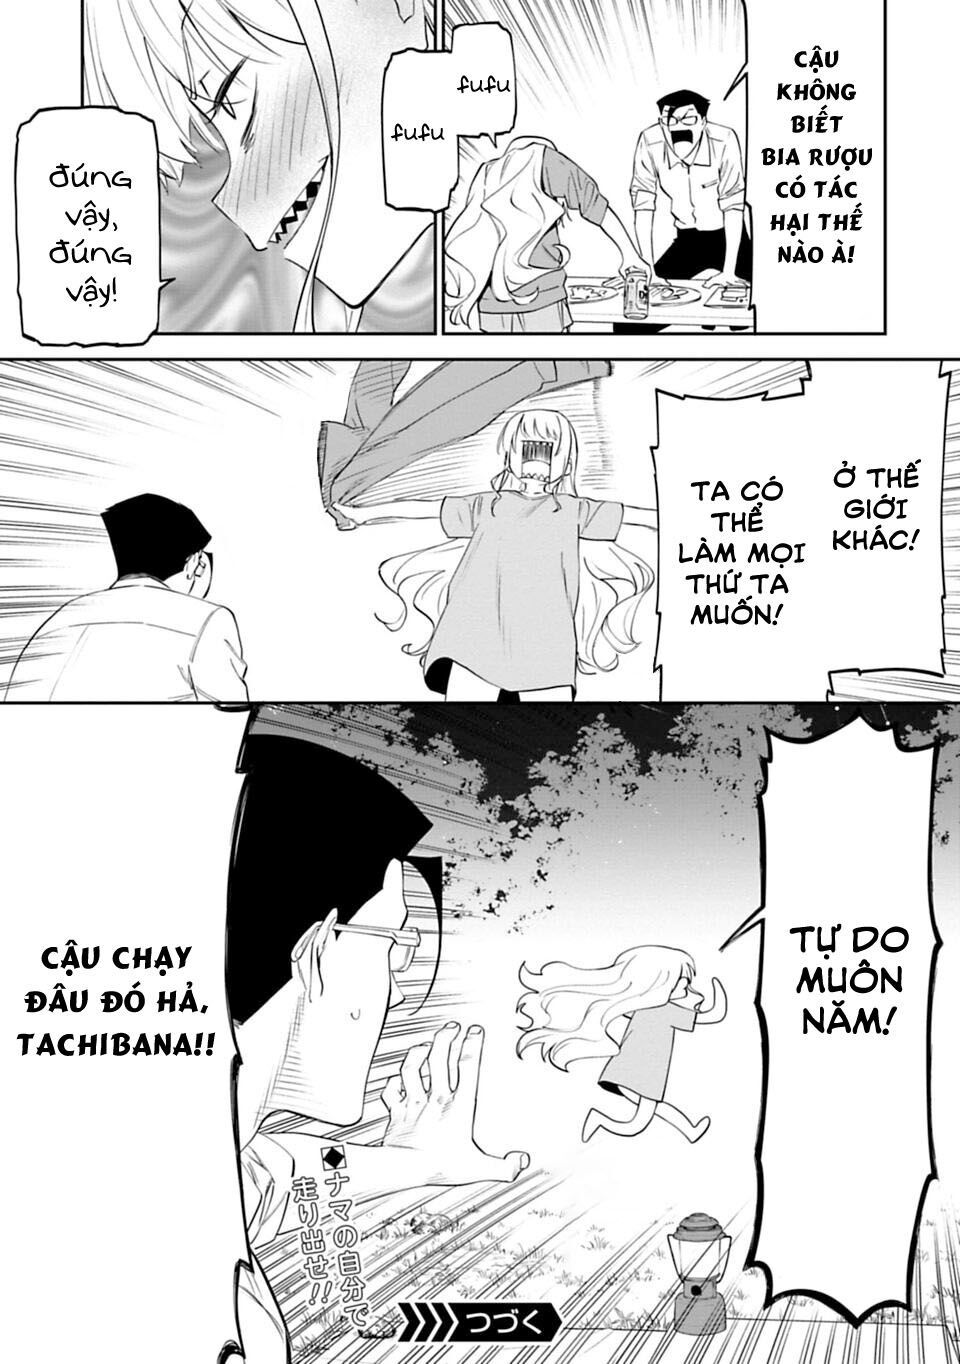 CẬU
KHÔNG
BIẾT
BIA RƯỢU
CÓ TÁC
HẠI THẾ
NÀO À!
fufu
fufu
đúng
vậy,
đúng
vậy!
Ở THẾ
GIỚI
KHÁC!
TA CÓ
THỂ
LÀM MỌI
THỨ TA
MUỐN!
TỰ DO
MUÔN
NĂM!
CẬU CHẠY
ĐÂU ĐÓ HẢ,
TACHIBANA!!
◆ナマの自分で
走り出せ!!
つづく